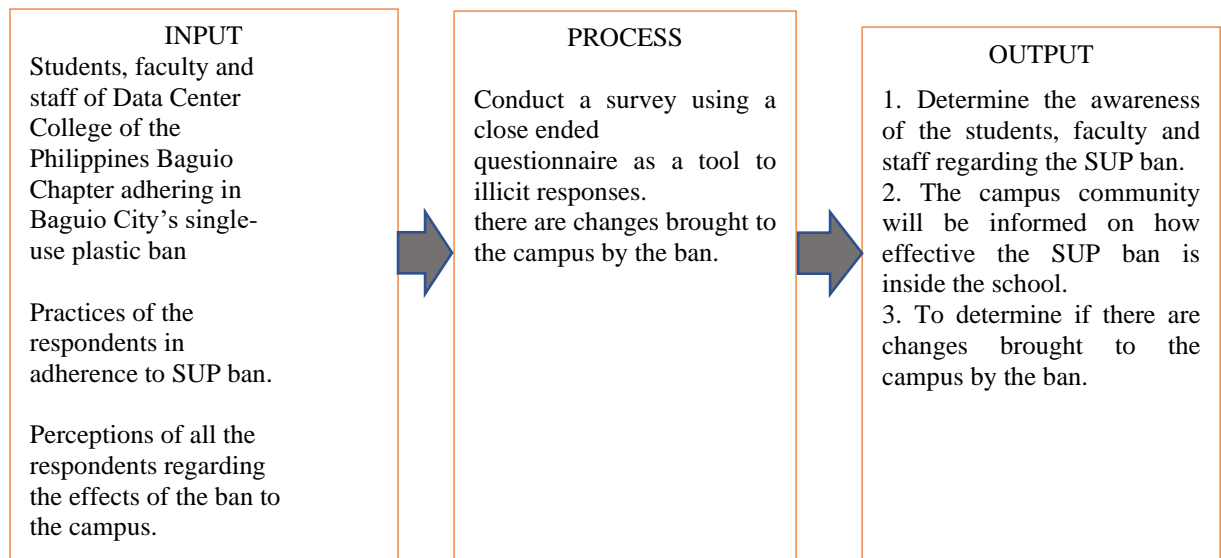 INPUT
Students, faculty and
staff of Data Center
College of the
Philippines Baguio
Chapter adhering in
Baguio City's single-
use plastic ban
Practices of the
respondents in
adherence to SUP ban.
Perceptions of all the
respondents regarding
the effects of the ban to
the campus.
PROCESS
Conduct a survey using a
close ended
questionnaire as a tool to
illicit responses.
there are changes brought to
the campus by the ban.
OUTPUT
1. Determine the awareness
of the students, faculty and
staff regarding the SUP ban.
2. The campus community
will be informed on how
effective the SUP ban is
inside the school.
3. To determine if there are
changes brought to the
campus by the ban.